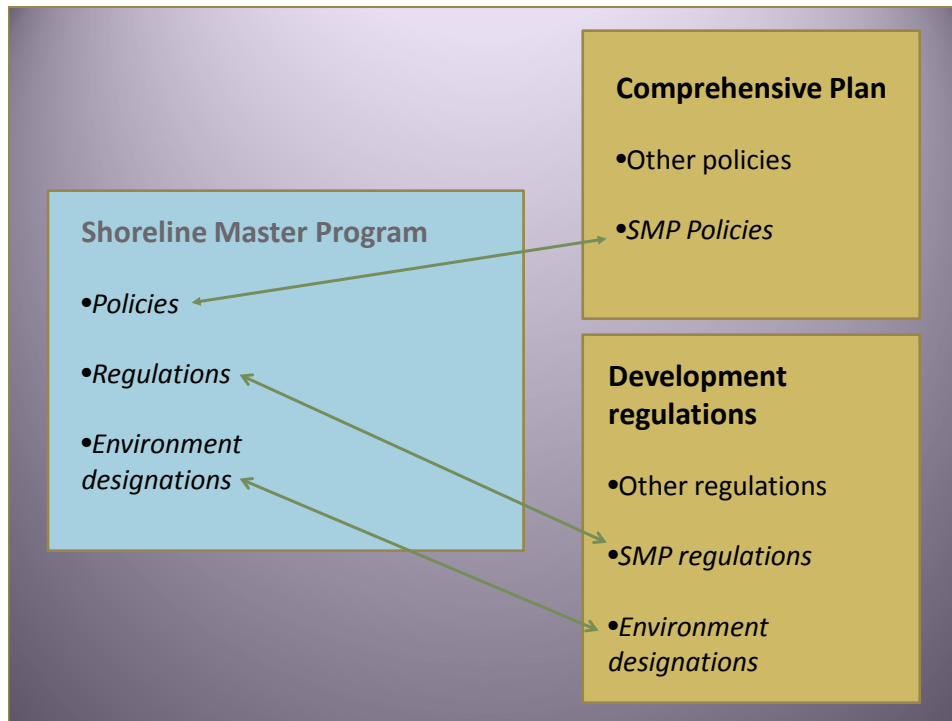 Shoreline Master Program
•Policies
•Regulations
•Environment
designations
Comprehensive Plan
•Other policies
•SMP Policies
Development
regulations
•Other regulations
•SMP regulations
•Environment
designations